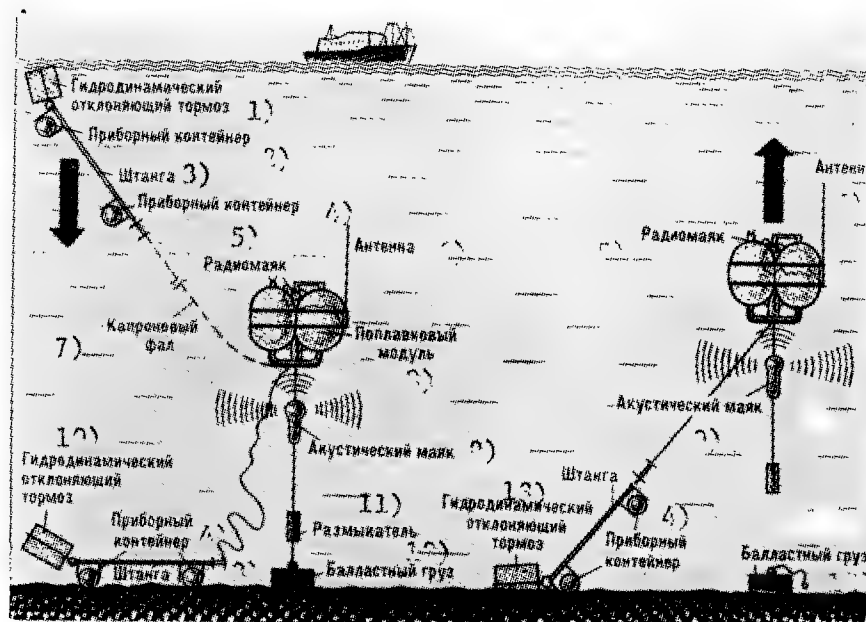 Гидродинамический
отклоняющий тормоз 1)
Приборный контейнер
Штанга 3)
Приборный контейнер
5)
Радиомаяк
Антенна
Капроновый
фал
Поплавковый
модуль
7)
Акустический маяк
Гидродинамический
отклоняющий
тормоз
Приборный
контейнер
Штанга
11)
Размыкатель
Балластный груз
Радиомаяк
Акустический маяк
Штанга
Гидродинамический
отклоняющий
тормоз
4)
Приборный
контейнер
Балластный груз